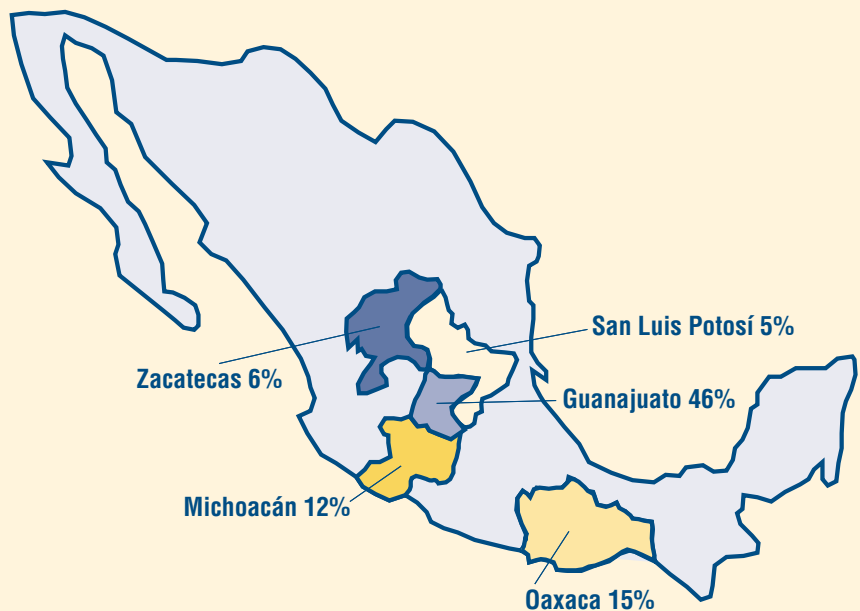 San Luis Potosí 5%
Zacatecas 6%
Guanajuato 46%
Michoacán 12%
Oaxaca 15%